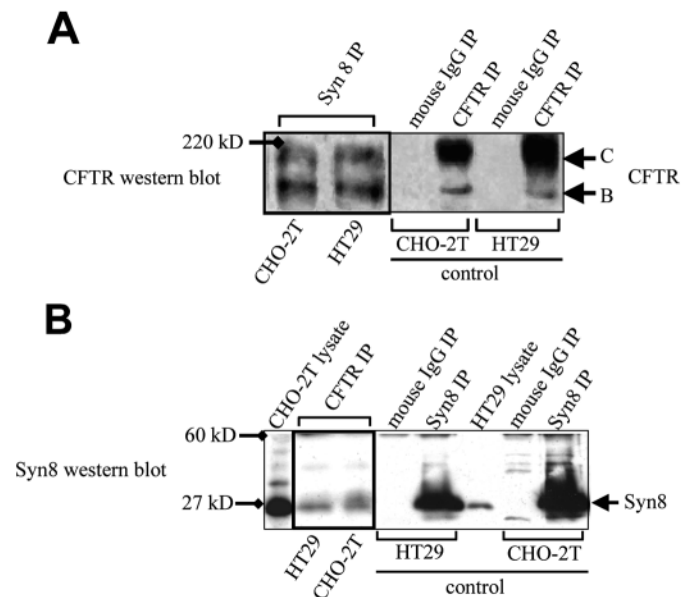 A
Syn 8 IP
mouse IgG IP
CFTR IP
mouse IgG IP
CFTR IP
220 kD
CFTR western blot
C
B
CFTR
CHO-2T
HT29
CHO-2T
HT29
control
B
CHO-2T lysate
CFTR IP
mouse IgG IP
Syn8 IP
HT29 lysate
mouse IgG IP
Syn8 IP
60 kD
Syn8 western blot
27 kD
Syn8
HT29
CHO-2T
HT29
CHO-2T
control